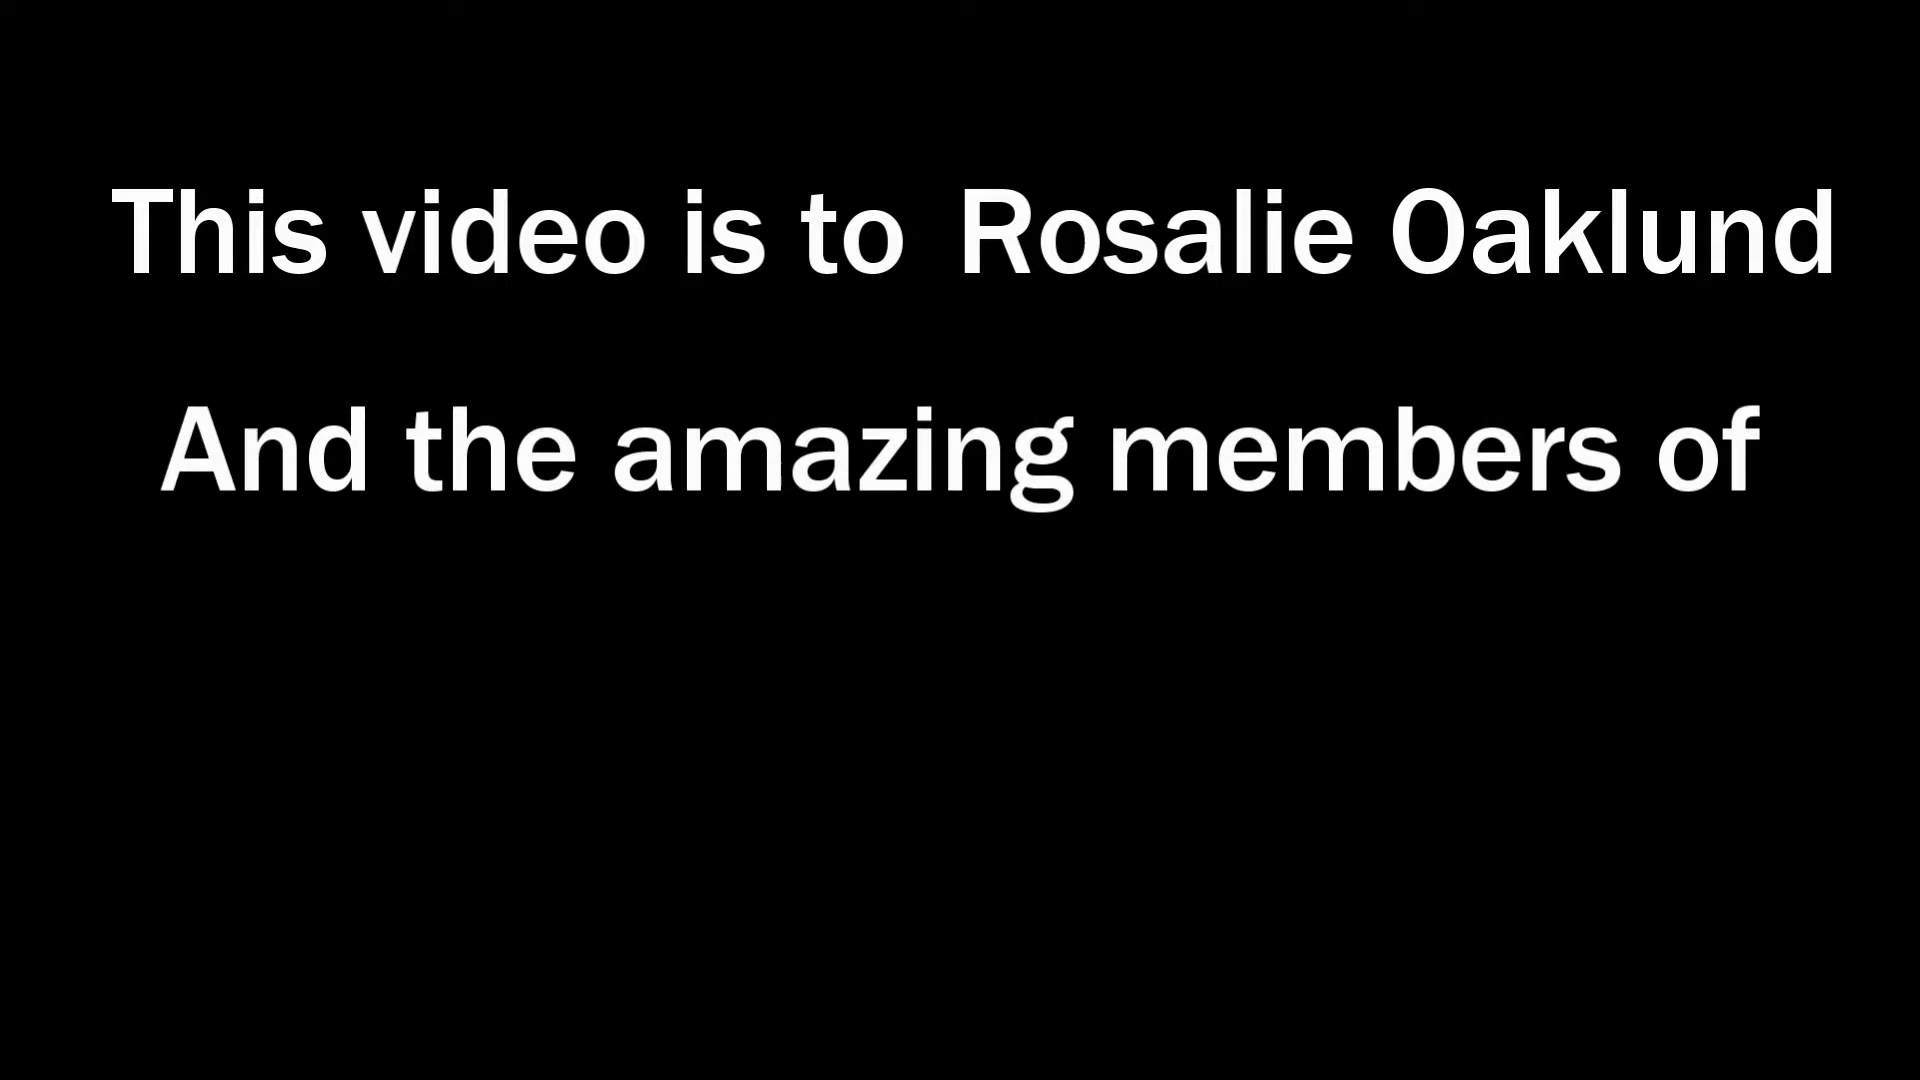 This video is to Rosalie Oaklund
And the amazing members of